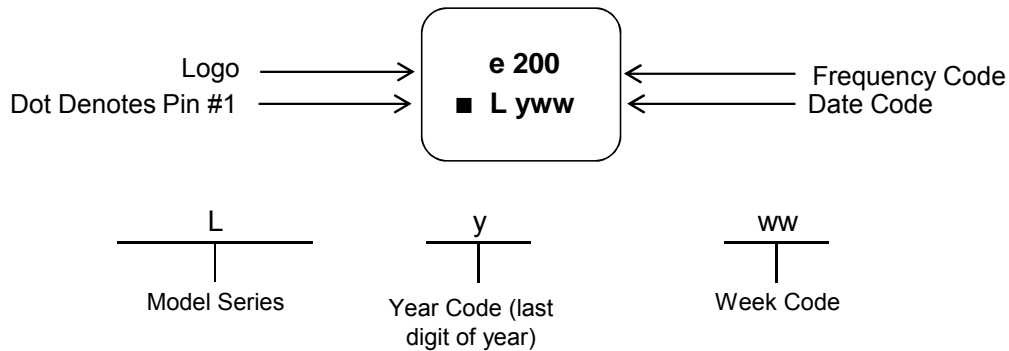 e 200
■ L yww
Logo
Dot Denotes Pin #1
Frequency Code
Date Code
L
Model Series
y
Year Code (last
digit of year)
ww
Week Code